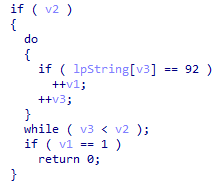 if ( v2 )
{
do
{
if ( lpString[v3] == 92 )
++v1;
++v3;
}
while ( v3 < v2 );
if ( v1 == 1 )
return 0;
}